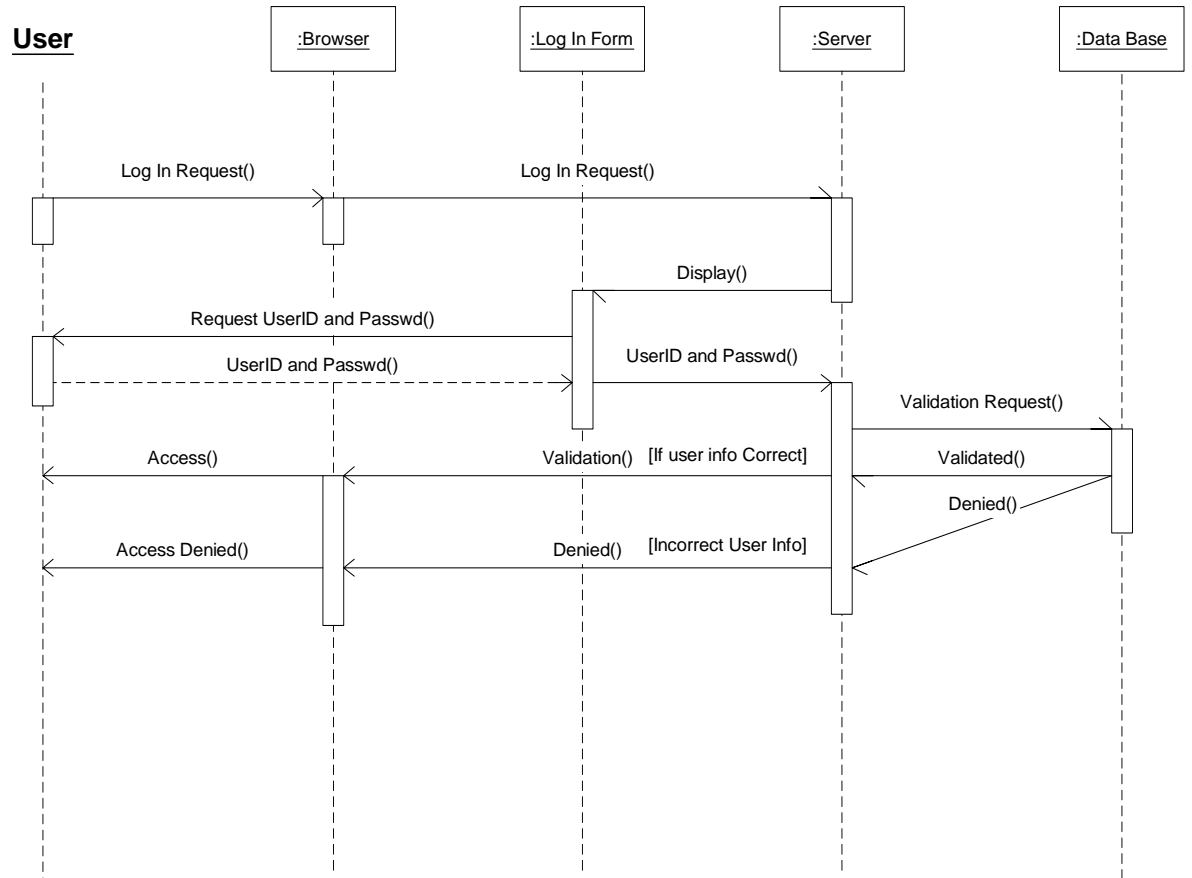 User
:Browser
:Log In Form
:Server
:Data Base
Log In Request()
Log In Request()
Display()
Request UserID and Passwd()
UserID and Passwd()
UserID and Passwd()
Validation Request()
Access()
Validation()
[If user info Correct]
Validated()
Denied()
Access Denied()
Denied()
[Incorrect User Info]